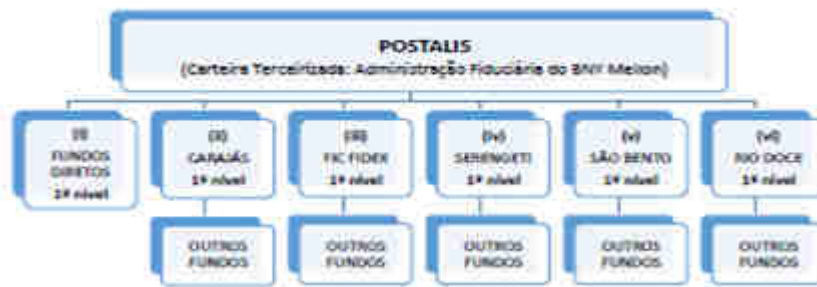 POSTALIS
(Carteira Terceirizada: Administração Fiduciária do BNY Mellon)
(i)
FUNDOS
DIRETOS
1º nível
(ii)
CARAJÁS
1º nível
(iii)
FIC FIDEX
1º nível
(iv)
SERENGETI
1º nível
(v)
SÃO BENTO
1º nível
(vi)
RIO DOCE
1º nível
OUTROS
FUNDOS
OUTROS
FUNDOS
OUTROS
FUNDOS
OUTROS
FUNDOS
OUTROS
FUNDOS